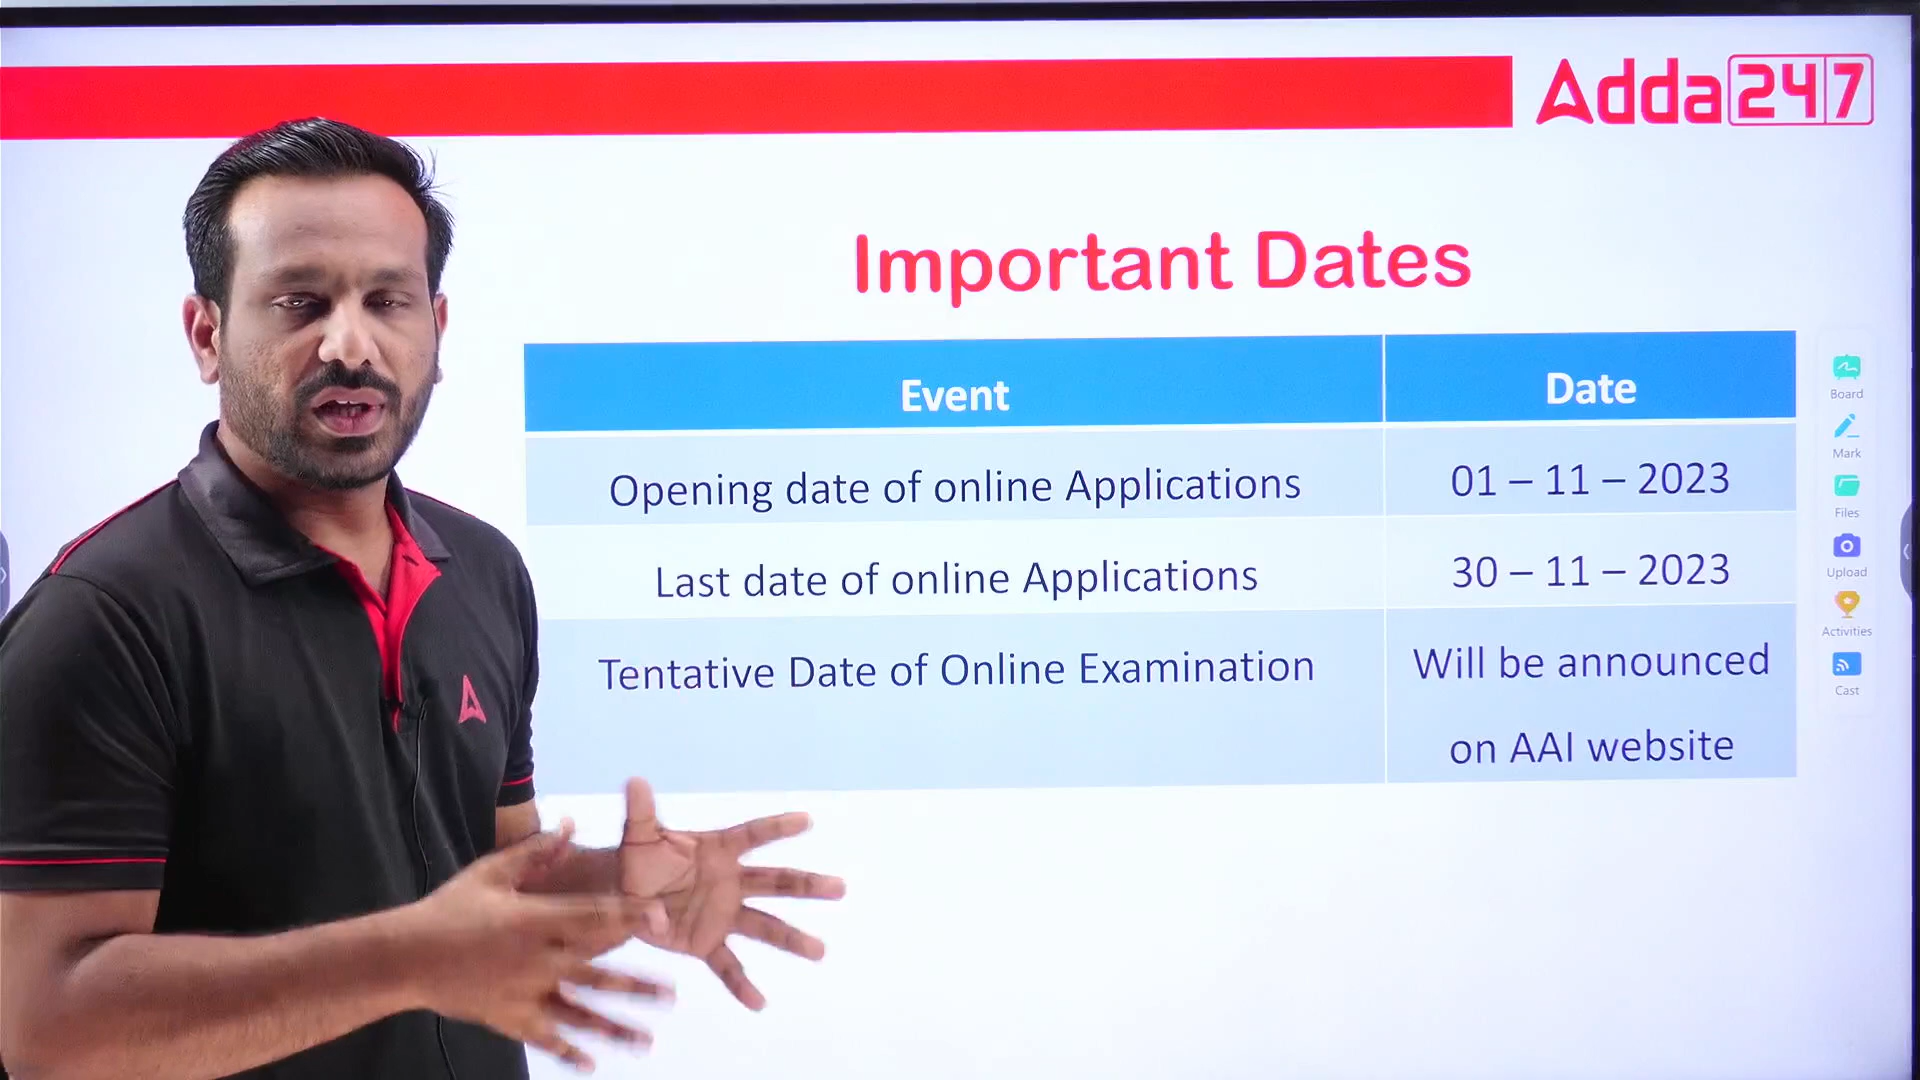 Adda247
Important Dates
Event Date
Opening date of online Applications 01 – 11 – 2023
Last date of online Applications 30 – 11 – 2023
Tentative Date of Online Examination Will be announced
on AAI website
Board
Mark
Files
Upload
Activities
Cast